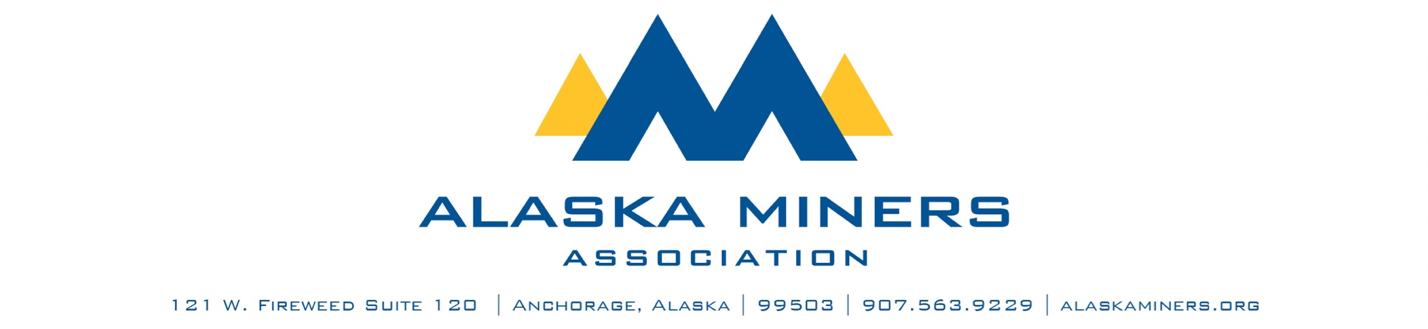 ALASKA MINERS
ASSOCIATION
121 W. FIREWEED SUITE 120 | ANCHORAGE, ALASKA | 99503 | 907.563.9229 | ALASKAMINERS.ORG